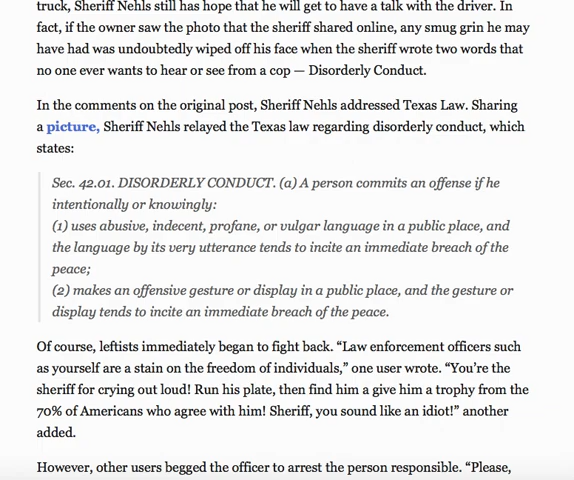 truck, Sheriff Nehls still has hope that he will get to have a talk with the driver. In
fact, if the owner saw the photo that the sheriff shared online, any smug grin he may
have had was undoubtedly wiped off his face when the sheriff wrote two words that
no one ever wants to hear or see from a cop — Disorderly Conduct.
In the comments on the original post, Sheriff Nehls addressed Texas Law. Sharing
a picture, Sheriff Nehls relayed the Texas law regarding disorderly conduct, which
states:
Sec. 42.01. DISORDERLY CONDUCT. (a) A person commits an offense if he
intentionally or knowingly:
(1) uses abusive, indecent, profane, or vulgar language in a public place, and
the language by its very utterance tends to incite an immediate breach of the
peace;
(2) makes an offensive gesture or display in a public place, and the gesture or
display tends to incite an immediate breach of the peace.
Of course, leftists immediately began to fight back. “Law enforcement officers such
as yourself are a stain on the freedom of individuals,” one user wrote. “You’re the
sheriff for crying out loud! Run his plate, then find him a give him a trophy from the
70% of Americans who agree with him! Sheriff, you sound like an idiot!” another
added.
However, other users begged the officer to arrest the person responsible. “Please,